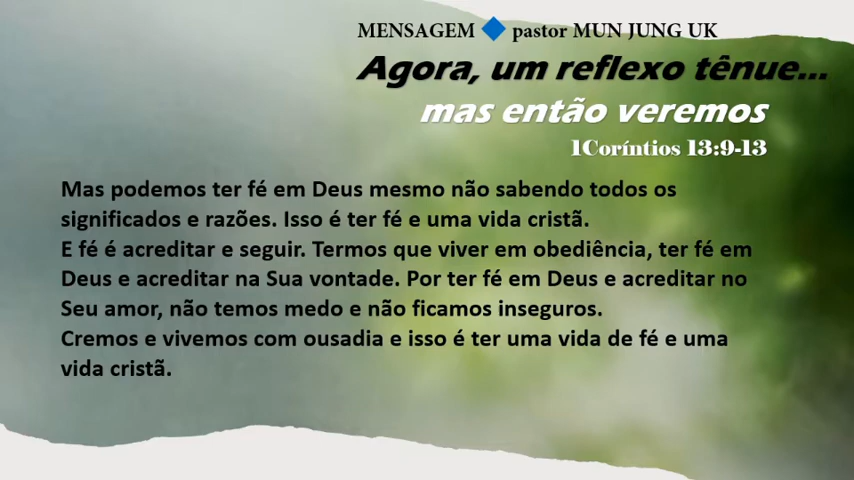 MENSAGEM 🔷 pastor MUN JUNG UK
Agora, um reflexo tênue...
mas então veremos
1Coríntios 13:9-13
Mas podemos ter fé em Deus mesmo não sabendo todos os
significados e razões. Isso é ter fé e uma vida cristã.
E fé é acreditar e seguir. Termos que viver em obediência, ter fé em
Deus e acreditar na Sua vontade. Por ter fé em Deus e acreditar no
Seu amor, não temos medo e não ficamos inseguros.
Cremos e vivemos com ousadia e isso é ter uma vida de fé e uma
vida cristã.